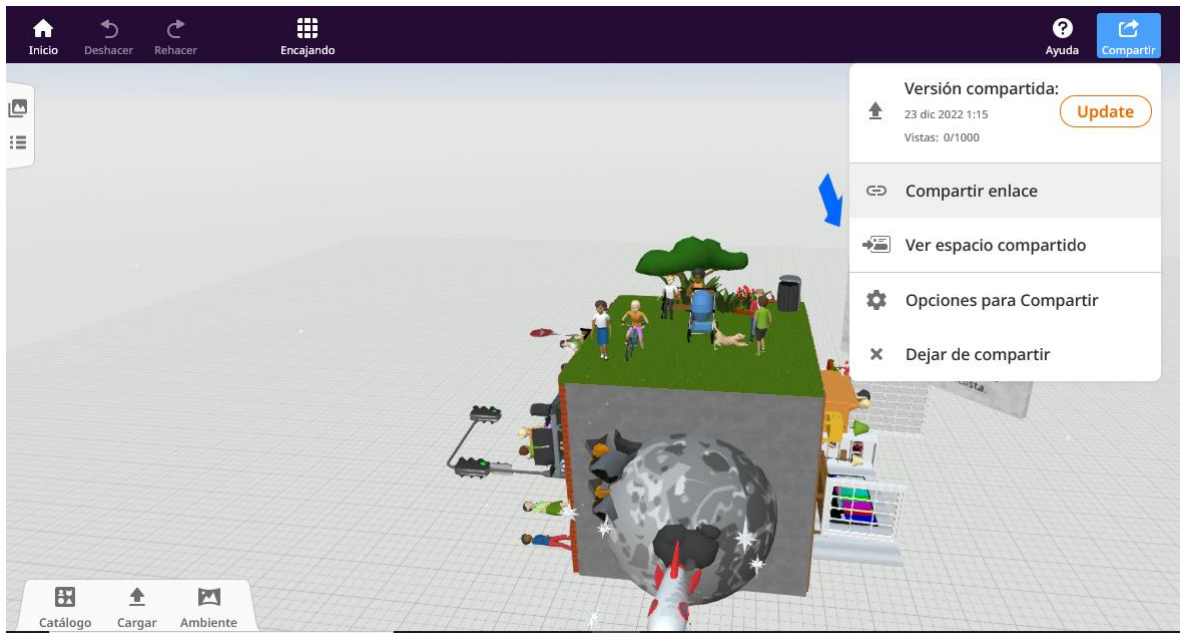 Inicio
Deshacer
Rehacer
Encajando
Ayuda
Compartir
Versión compartida:
23 dic 2022 1:15
Update
Vistas: 0/1000
Compartir enlace
Ver espacio compartido
Opciones para Compartir
Dejar de compartir
Catálogo
Cargar
Ambiente